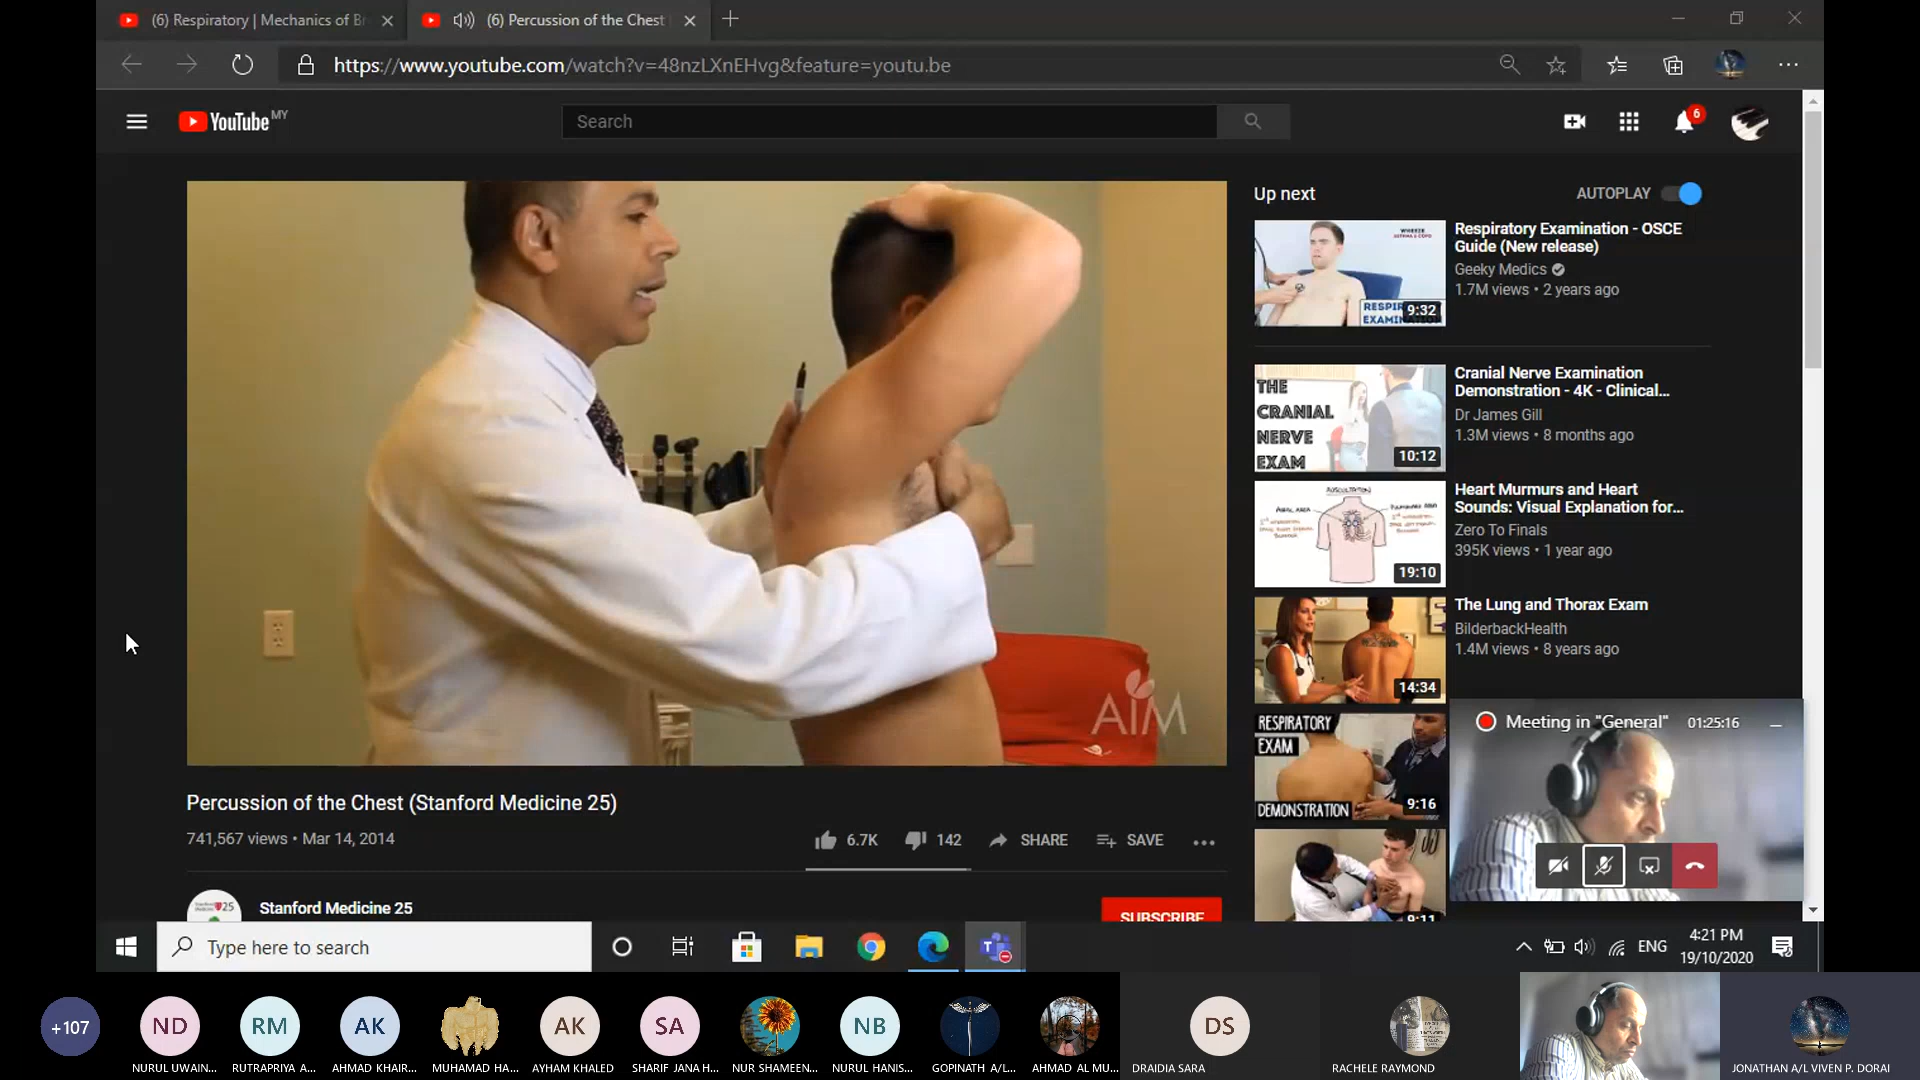 (6) Respiratory | Mechanics of Br
(6) Percussion of the Chest
https://www.youtube.com/watch?v=48nzLXnEHvg&feature=youtu.be
YouTube MY
Search
6
Up next
AUTOPLAY
WHEEZE
ASTHMA & COPD
RESPIR
EXAMIN
9:32
Respiratory Examination - OSCE
Guide (New release)
Geeky Medics
1.7M views • 2 years ago
THE
CRANIAL
NERVE
EXAM
10:12
Cranial Nerve Examination
Demonstration - 4K - Clinical...
Dr James Gill
1.3M views • 8 months ago
AUSCULTATION
19:10
Heart Murmurs and Heart
Sounds: Visual Explanation for...
Zero To Finals
395K views • 1 year ago
14:34
The Lung and Thorax Exam
BilderbackHealth
1.4M views • 8 years ago
RESPIRATORY
EXAM
DEMONSTRATION
9:16
9:11
AIM
Meeting in "General"
01:25:16
Percussion of the Chest (Stanford Medicine 25)
741,567 views • Mar 14, 2014
6.7K
142
SHARE
SAVE
25
Stanford Medicine 25
SUBSCRIBE
Type here to search
ENG
4:21 PM
19/10/2020
+107
ND
RM
AK
AK
SA
NB
DS
NURUL UWAIN...
RUTRAPRIYA A...
AHMAD KHAIR...
MUHAMAD HA...
AYHAM KHALED
SHARIF JANA H...
NUR SHAMEEN...
NURUL HANIS...
GOPINATH A/L...
AHMAD AL MU...
DRAIDIA SARA
RACHELE RAYMOND
JONATHAN A/L VIVEN P. DORAI